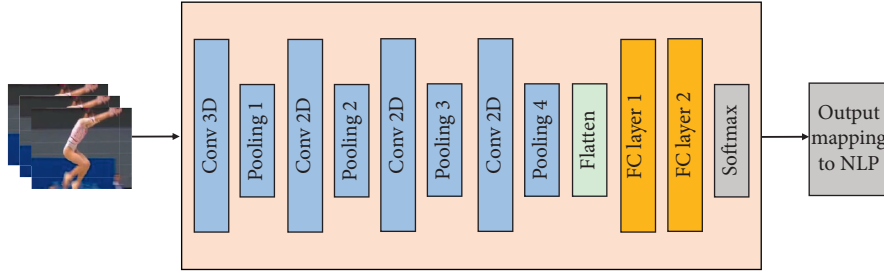 Conv 3D
Pooling 1
Conv 2D
Pooling 2
Conv 2D
Pooling 3
Conv 2D
Pooling 4
Flatten
FC layer 1
FC layer 2
Softmax
Output
mapping
to NLP